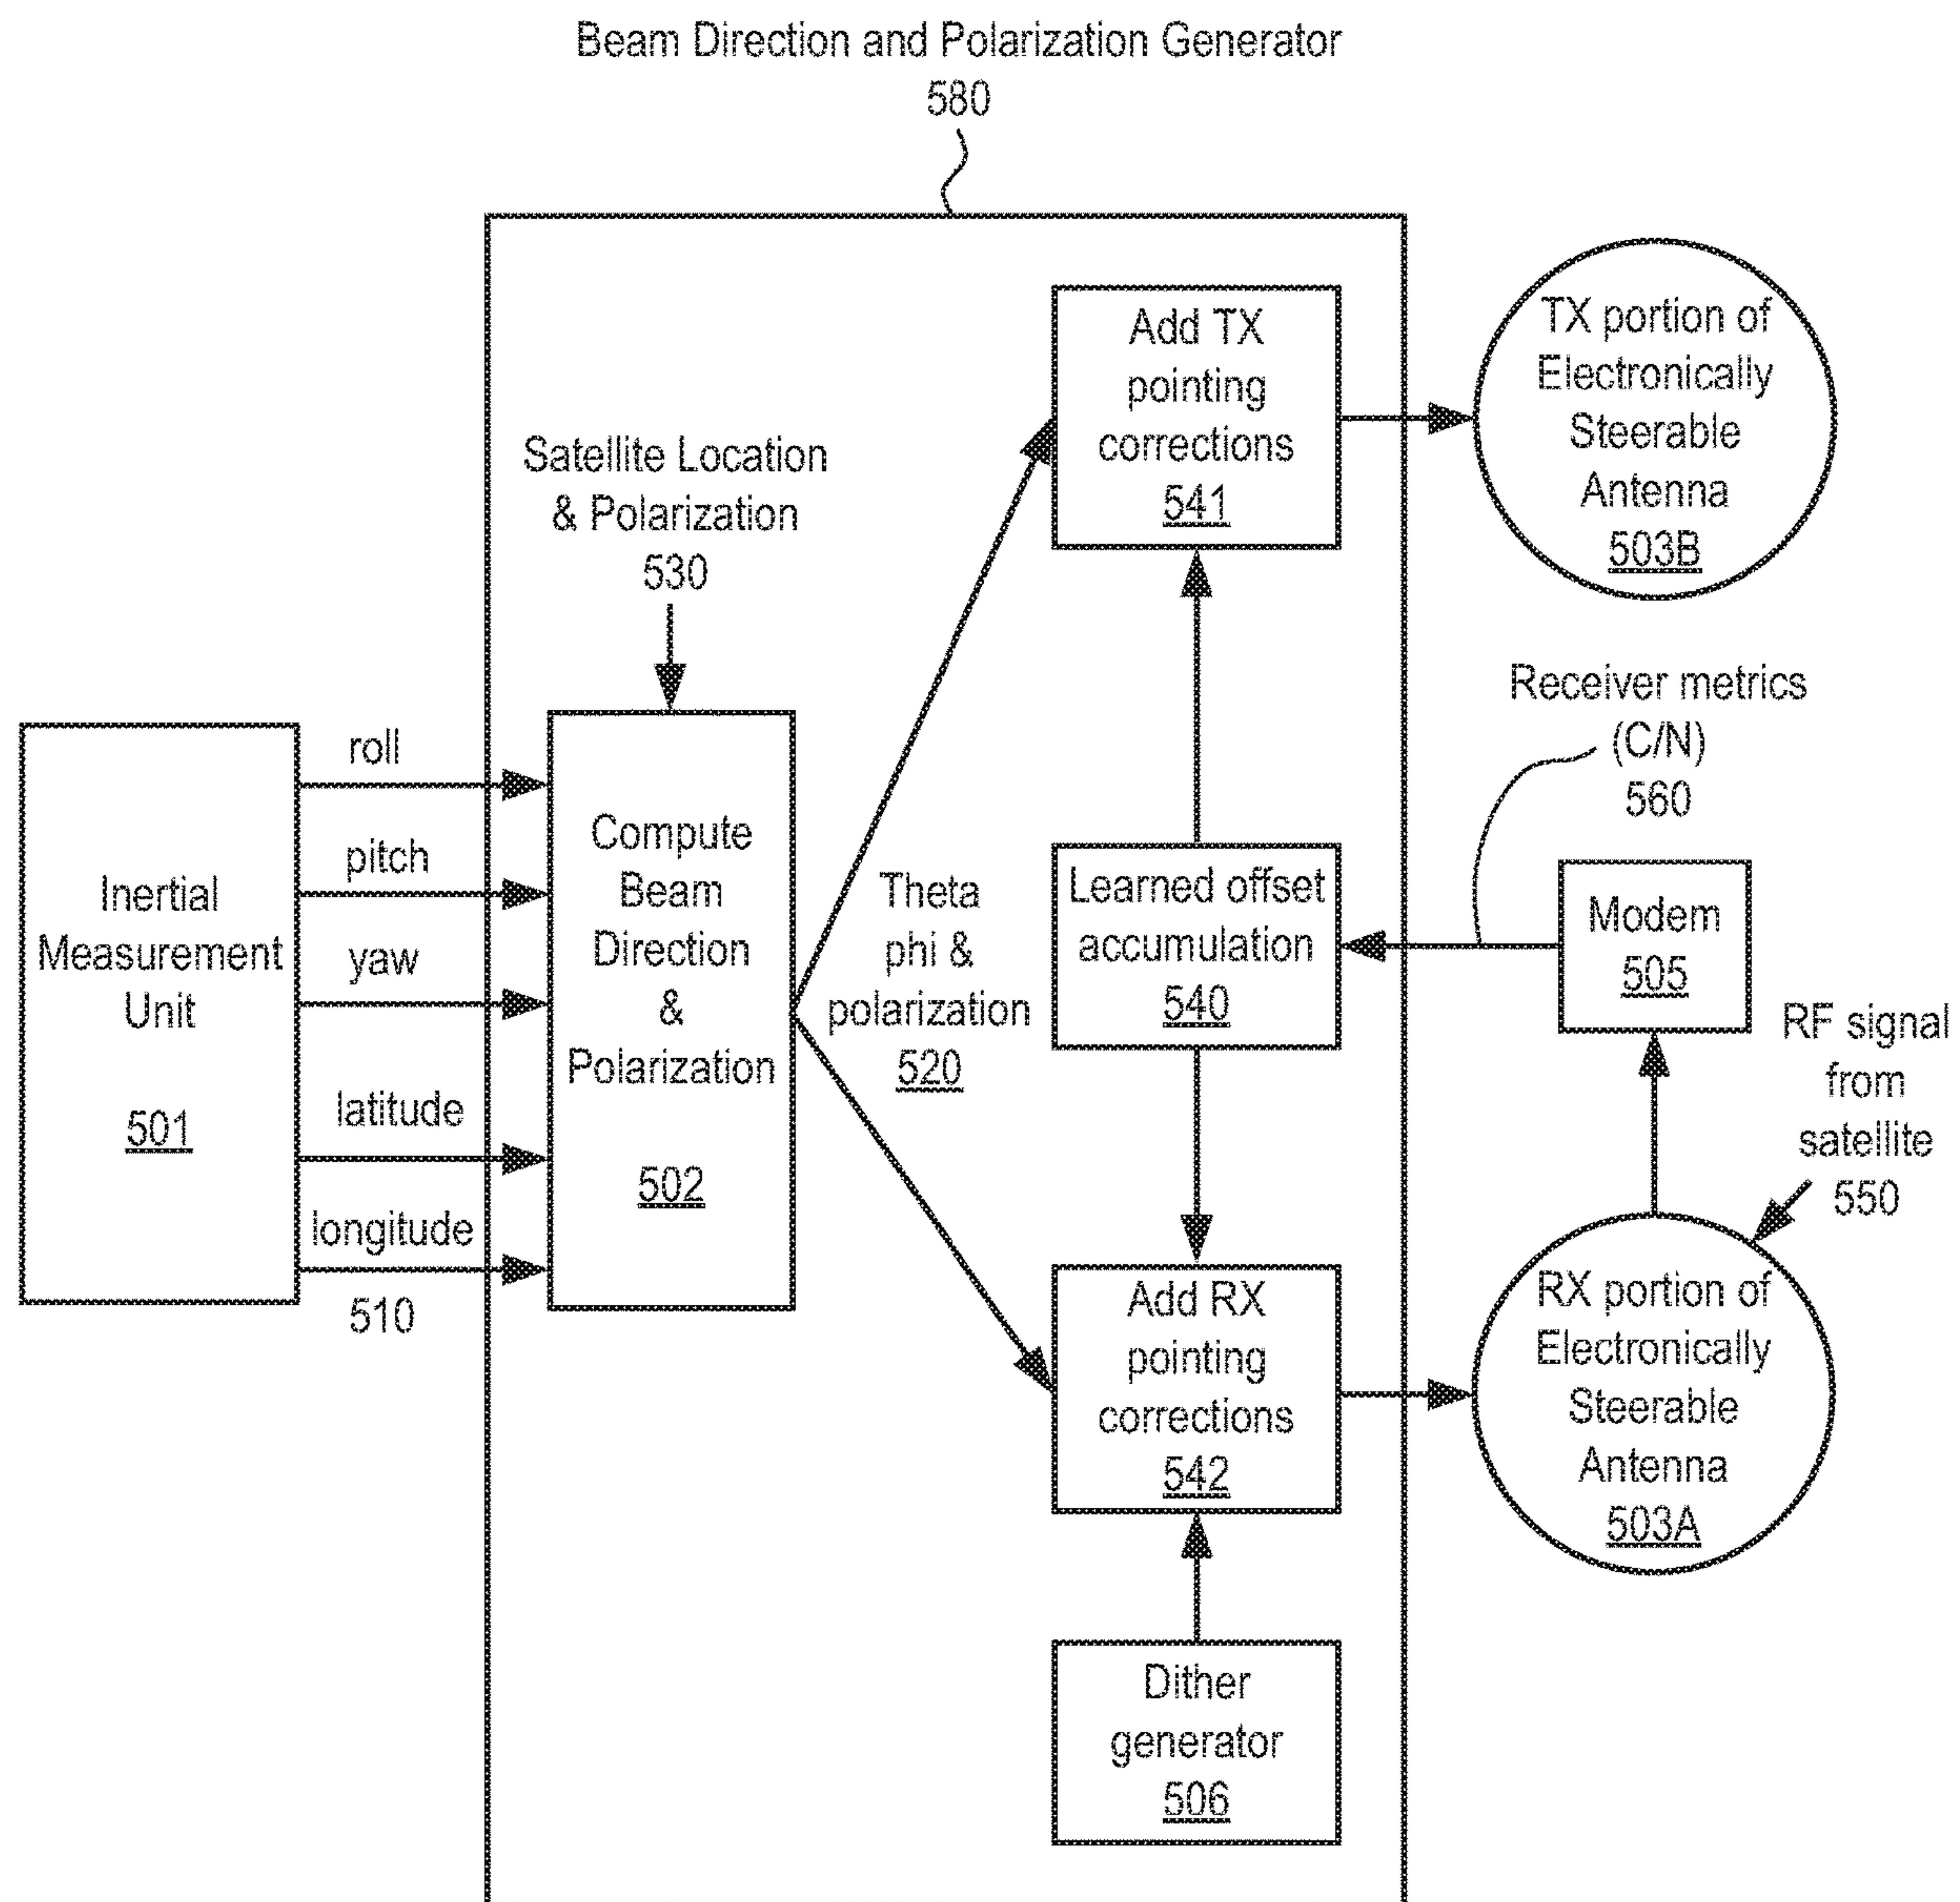 Beam Direction and Polarization Generator
580
Satellite Location
& Polarization
530
Inertial
Measurement
Unit
501
roll
pitch
yaw
latitude
longitude
510
Compute
Beam
Direction
&
Polarization
502
Theta
phi &
polarization
520
Add TX
pointing
corrections
541
Learned offset
accumulation
540
Add RX
pointing
corrections
542
Dither
generator
506
TX portion of
Electronically
Steerable
Antenna
503B
Receiver metrics
(C/N)
560
Modem
505
RF signal
from
satellite
550
RX portion of
Electronically
Steerable
Antenna
503A